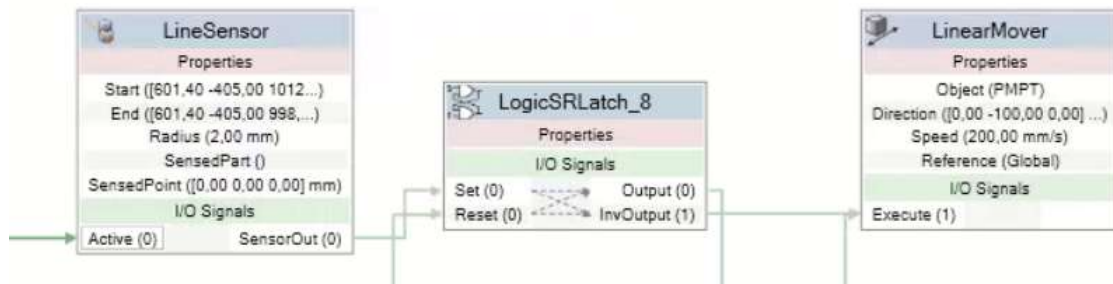 LineSensor
Properties
Start ([601,40 -405,00 1012...)
End ([601,40 -405,00 998,...)
Radius (2,00 mm)
SensedPart ()
SensedPoint ([0,00 0,00 0,00] mm)
I/O Signals
Active (0) SensorOut (0)
LogicSRLatch_8
Properties
I/O Signals
Set (0) Output (0)
Reset (0) InvOutput (1)
LinearMover
Properties
Object (PMPT)
Direction ([0,00 -100,00 0,00] ...)
Speed (200,00 mm/s)
Reference (Global)
I/O Signals
Execute (1)